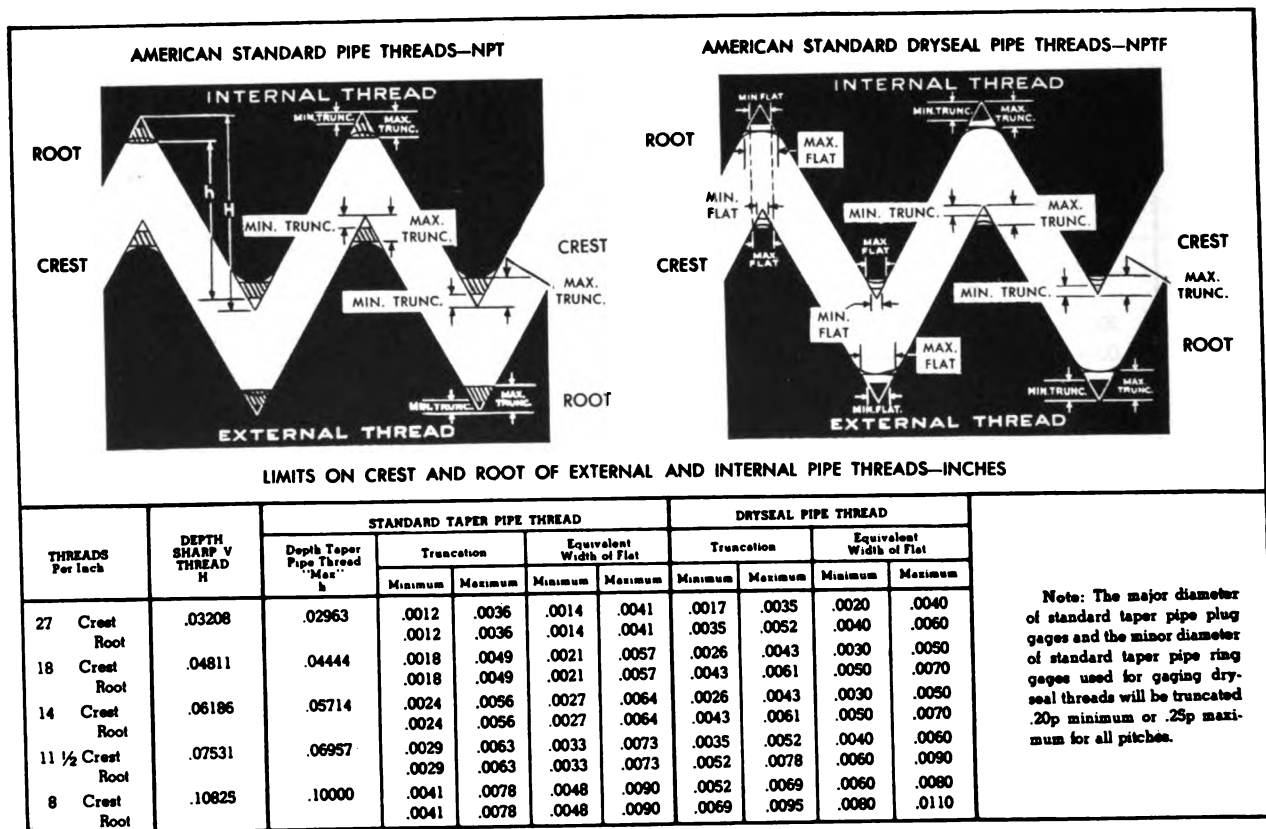 AMERICAN STANDARD PIPE THREADS—NPT
INTERNAL THREAD
MIN.TRUNC.
MAX. TRUNC.
ROOT
h
H
MIN. TRUNC.
MAX. TRUNC.
CREST
CREST
MIN. TRUNC.
MAX. TRUNC.
MIN.TRUNC.
MAX. TRUNC.
ROOT
EXTERNAL THREAD
AMERICAN STANDARD DRYSEAL PIPE THREADS—NPTF
INTERNAL THREAD
MIN FLAT
MIN.TRUNC.
MAX. TRUNC.
ROOT
MAX. FLAT
MIN. FLAT
MIN. TRUNC.
MAX. TRUNC.
CREST
MAX. FLAT
MAX FLAT
CREST
MIN. TRUNC.
MAX. TRUNC.
MIN. FLAT
MAX. FLAT
ROOT
MIN.TRUNC.
MAX. TRUNC.
MIN.FLAT.
EXTERNAL THREAD
LIMITS ON CREST AND ROOT OF EXTERNAL AND INTERNAL PIPE THREADS—INCHES
THREADS Per Inch
DEPTH SHARP V THREAD H
STANDARD TAPER PIPE THREAD
DRYSEAL PIPE THREAD
Depth Taper Pipe Thread "Max" h
Truncation
Equivalent Width of Flat
Truncation
Equivalent Width of Flat
Minimum Maximum Minimum Maximum Minimum Maximum Minimum Maximum
27 Crest .03208 .02963 .0012 .0036 .0014 .0041 .0017 .0035 .0020 .0040
Root .0012 .0036 .0014 .0041 .0035 .0052 .0040 .0060
18 Crest .04811 .04444 .0018 .0049 .0021 .0057 .0026 .0043 .0030 .0050
Root .0018 .0049 .0021 .0057 .0043 .0061 .0050 .0070
14 Crest .06186 .05714 .0024 .0056 .0027 .0064 .0026 .0043 .0030 .0050
Root .0024 .0056 .0027 .0064 .0043 .0061 .0050 .0070
11 ½ Crest .07531 .06957 .0029 .0063 .0033 .0073 .0035 .0052 .0040 .0060
Root .0029 .0063 .0033 .0073 .0052 .0078 .0060 .0090
8 Crest .10825 .10000 .0041 .0078 .0048 .0090 .0052 .0069 .0060 .0080
Root .0041 .0078 .0048 .0090 .0069 .0095 .0080 .0110
Note: The major diameter
of standard taper pipe plug
gages and the minor diameter
of standard taper pipe ring
gages used for gaging dry-
seal threads will be truncated
.20p minimum or .25p maxi-
mum for all pitches.